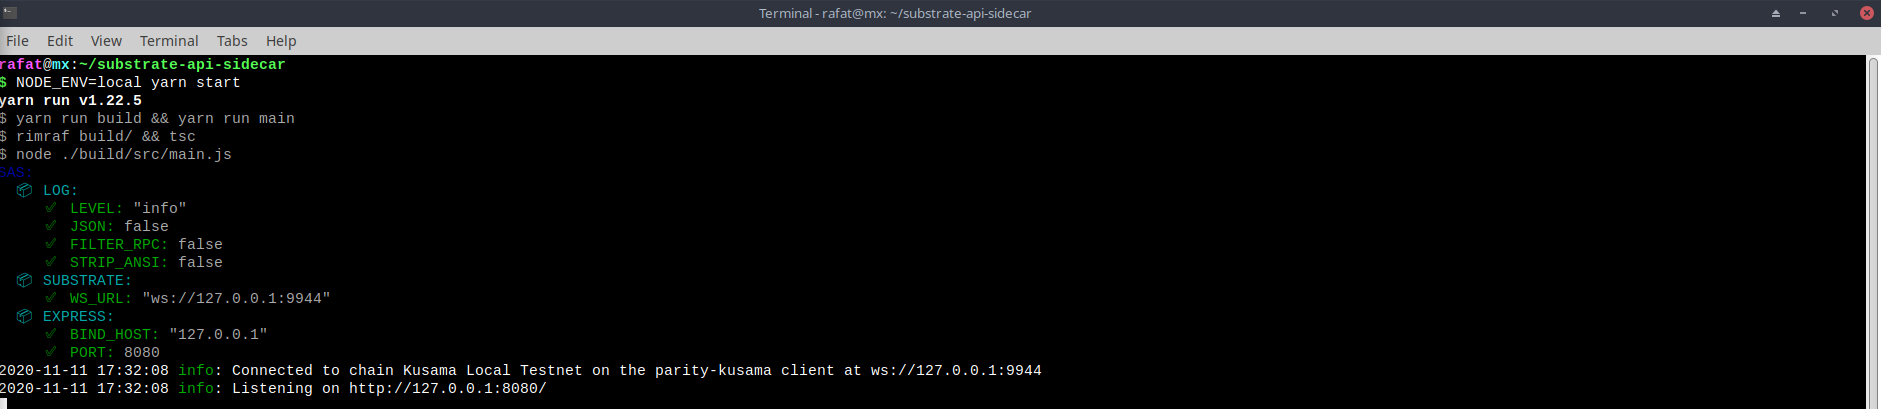 Terminal - rafat@mx: ~/substrate-api-sidecar
File Edit View Terminal Tabs Help
rafat@mx:~/substrate-api-sidecar
$ NODE_ENV=local yarn start
yarn run v1.22.5
$ yarn run build && yarn run main
$ rimraf build/ && tsc
$ node ./build/src/main.js
SAS:
📦 LOG:
✅ LEVEL: "info"
✅ JSON: false
✅ FILTER_RPC: false
✅ STRIP_ANSI: false
📦 SUBSTRATE:
✅ WS_URL: "ws://127.0.0.1:9944"
📦 EXPRESS:
✅ BIND_HOST: "127.0.0.1"
✅ PORT: 8080
2020-11-11 17:32:08 info: Connected to chain Kusama Local Testnet on the parity-kusama client at ws://127.0.0.1:9944
2020-11-11 17:32:08 info: Listening on http://127.0.0.1:8080/